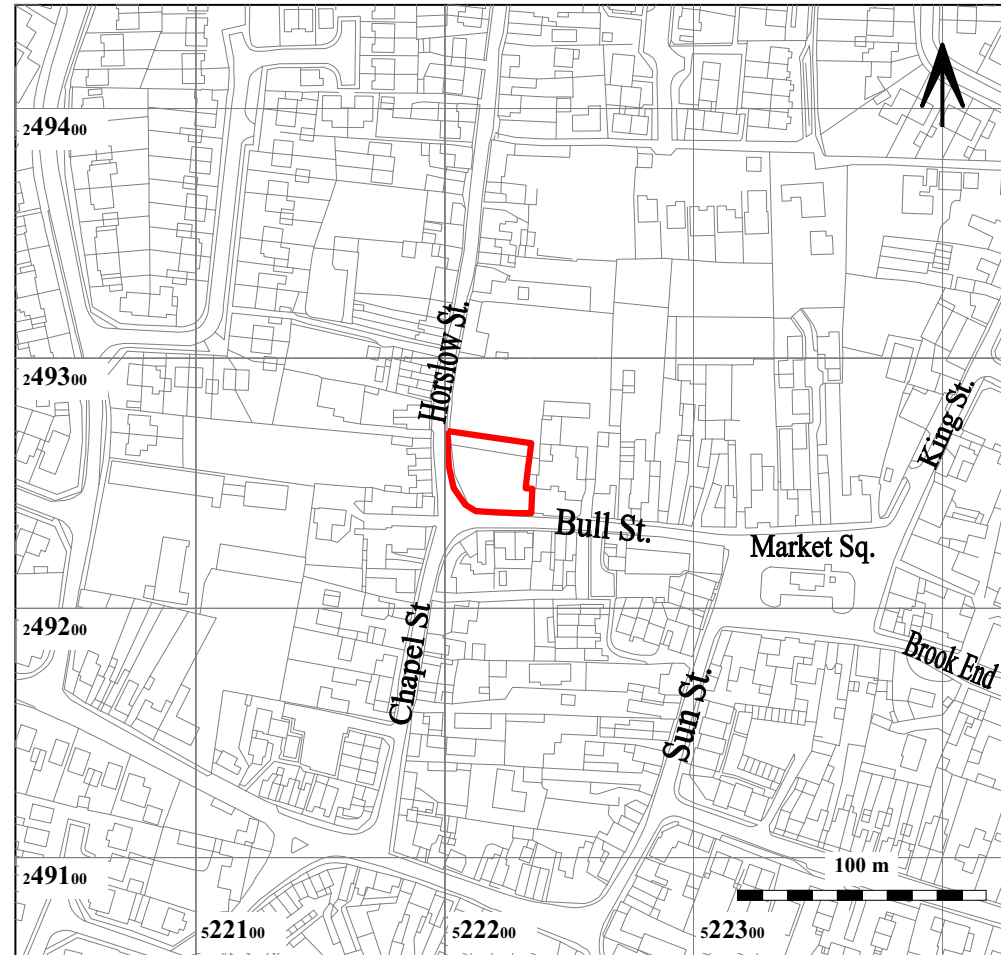 249400
Horslow St.
249300
King St.
Bull St.
Market Sq.
249200
Chapel St
Brook End
Sun St.
249100
100 m
522100
522200
522300